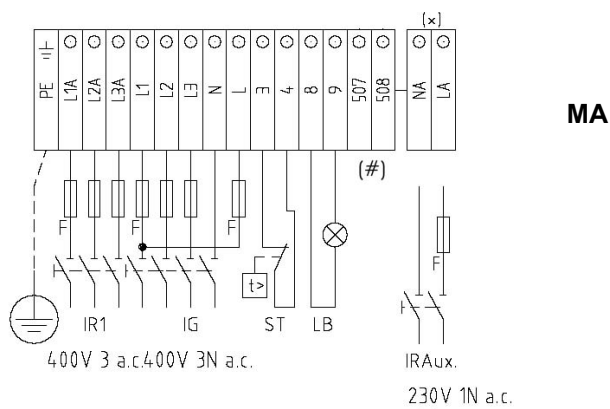 (×)
PE L1A L2A L3A L1 L2 L3 N L 3 4 8 9 507 508 NA LA
MA
(#)
F F F F
t>
IR1 IG ST LB
400V 3 a.c. 400V 3N a.c.
IRAux.
230V 1N a.c.